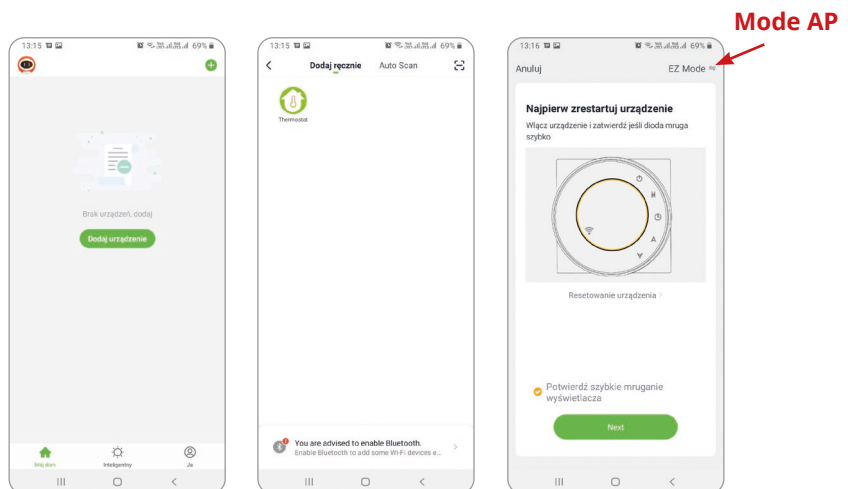 Mode AP
13:15 69%
Brak urządzeń, dodaj
Dodaj urządzenie
Mój dom Inteligentny Ja
13:15 69%
Dodaj ręcznie Auto Scan
Thermostat
You are advised to enable Bluetooth.
Enable Bluetooth to add some Wi-Fi devices e...
13:16 69%
Anuluj EZ Mode
Najpierw zrestartuj urządzenie
Włącz urządzenie i zatwierdź jeśli dioda mruga
szybko
M
Resetowanie urządzenia
Potwierdź szybkie mruganie
wyświetlacza
Next